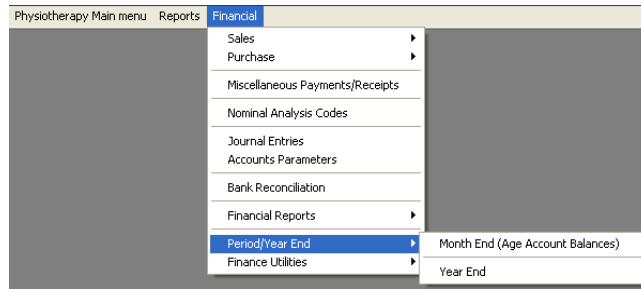 Physiotherapy Main menu Reports Financial
Sales
Purchase
Miscellaneous Payments/Receipts
Nominal Analysis Codes
Journal Entries
Accounts Parameters
Bank Reconciliation
Financial Reports
Period/Year End
Month End (Age Account Balances)
Finance Utilities
Year End